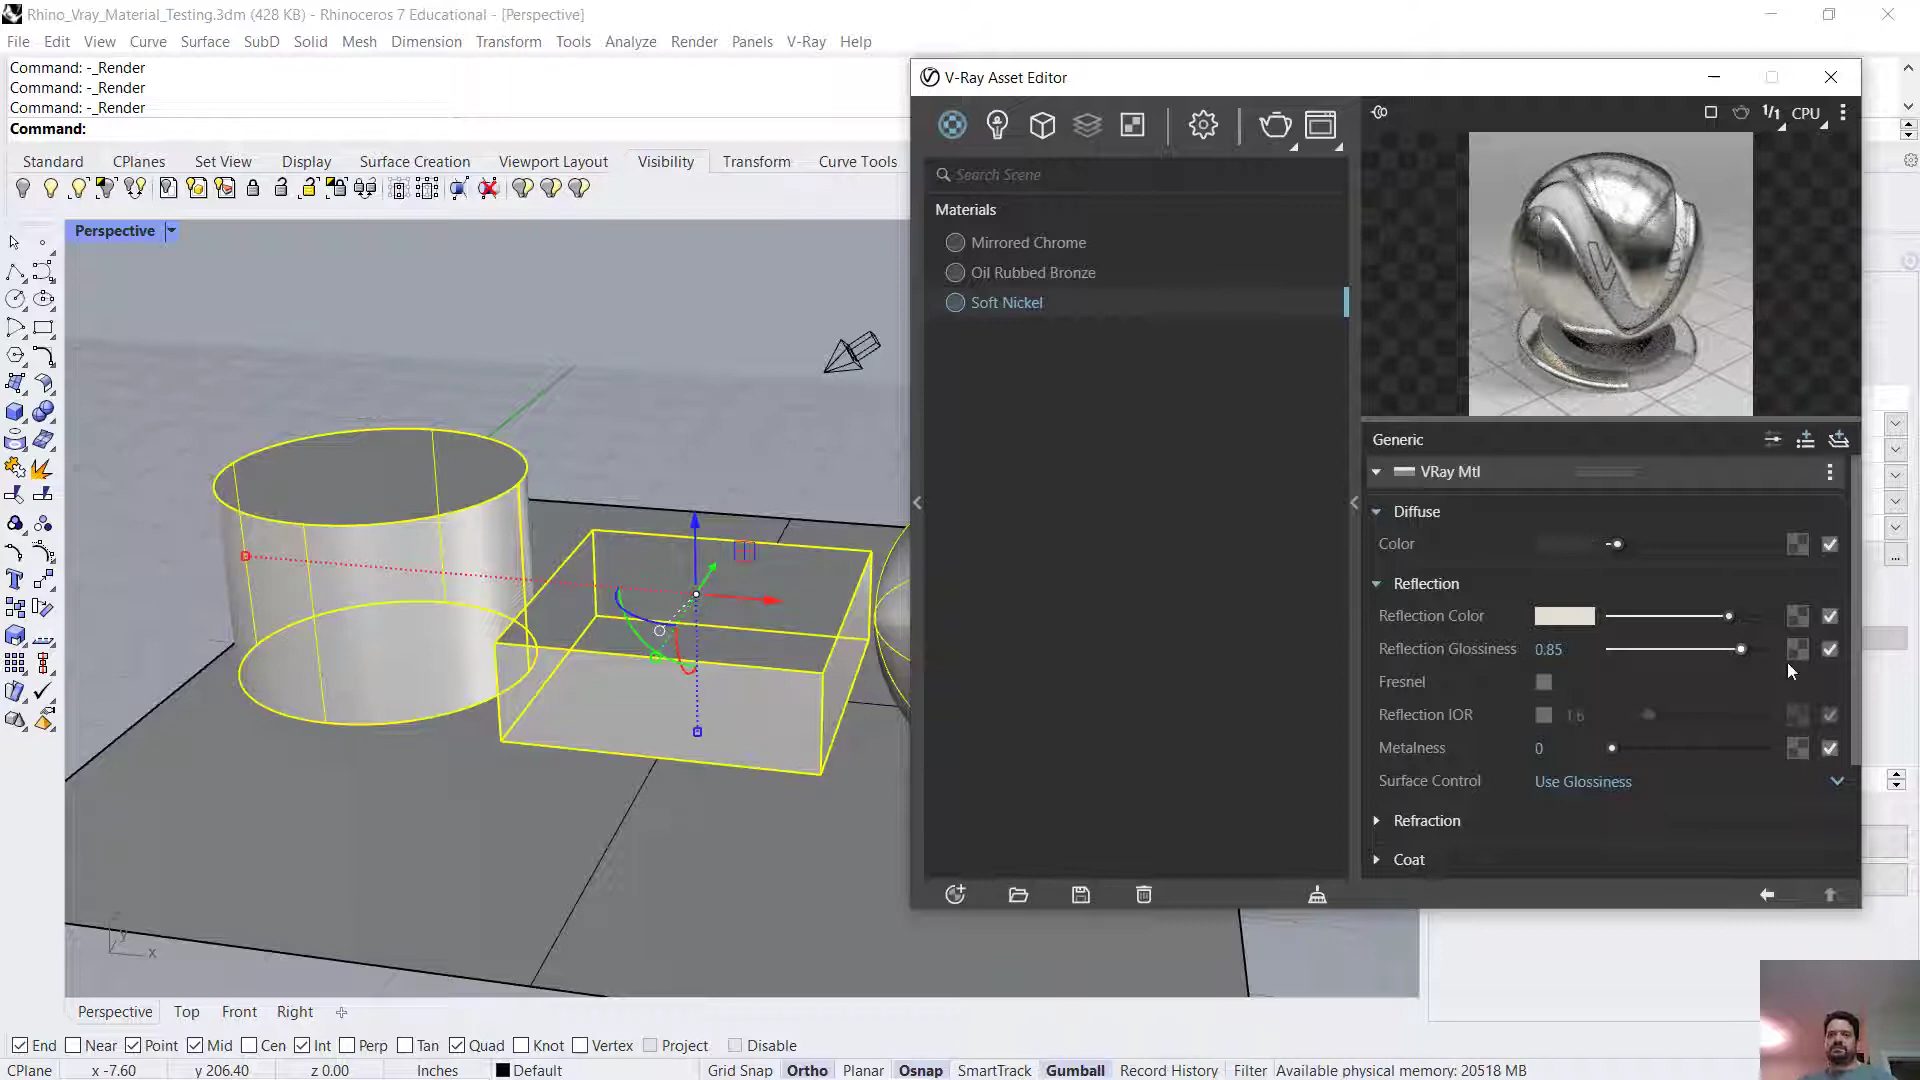 Rhino_Vray_Material_Testing.3dm (428 KB) - Rhinoceros 7 Educational - [Perspective]
File Edit View Curve Surface SubD Solid Mesh Dimension Transform Tools Analyze Render Panels V-Ray Help
Command: -_Render
Command: -_Render
Command: -_Render
Command:
Standard CPlanes Set View Display Surface Creation Viewport Layout Visibility Transform Curve Tools
Perspective
V-Ray Asset Editor
1/1 CPU
Search Scene
Materials
Mirrored Chrome
Oil Rubbed Bronze
Soft Nickel
Generic
VRay Mtl
Diffuse
Color
Reflection
Reflection Color
Reflection Glossiness 0.85
Fresnel
Reflection IOR 1.6
Metalness 0
Surface Control Use Glossiness
Refraction
Coat
y
x
Perspective Top Front Right
End Near Point Mid Cen Int Perp Tan Quad Knot Vertex Project Disable
CPlane x -7.60 y 206.40 z 0.00 Inches Default Grid Snap Ortho Planar Osnap SmartTrack Gumball Record History Filter Available physical memory: 20518 MB